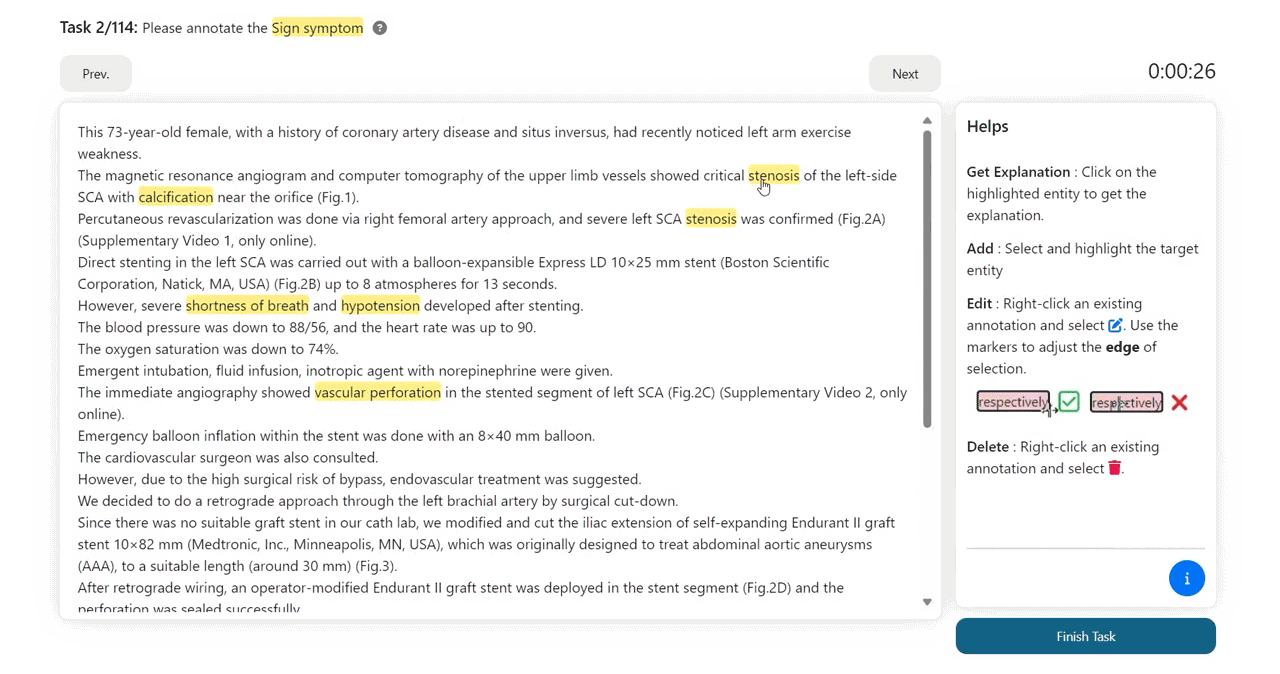 Task 2/114: Please annotate the Sign symptom ?
Prev.
Next
0:00:26
This 73-year-old female, with a history of coronary artery disease and situs inversus, had recently noticed left arm exercise
weakness.
The magnetic resonance angiogram and computer tomography of the upper limb vessels showed critical stenosis of the left-side
SCA with calcification near the orifice (Fig.1).
Percutaneous revascularization was done via right femoral artery approach, and severe left SCA stenosis was confirmed (Fig.2A)
(Supplementary Video 1, only online).
Direct stenting in the left SCA was carried out with a balloon-expansible Express LD 10×25 mm stent (Boston Scientific
Corporation, Natick, MA, USA) (Fig.2B) up to 8 atmospheres for 13 seconds.
However, severe shortness of breath and hypotension developed after stenting.
The blood pressure was down to 88/56, and the heart rate was up to 90.
The oxygen saturation was down to 74%.
Emergent intubation, fluid infusion, inotropic agent with norepinephrine were given.
The immediate angiography showed vascular perforation in the stented segment of left SCA (Fig.2C) (Supplementary Video 2, only
online).
Emergency balloon inflation within the stent was done with an 8×40 mm balloon.
The cardiovascular surgeon was also consulted.
However, due to the high surgical risk of bypass, endovascular treatment was suggested.
We decided to do a retrograde approach through the left brachial artery by surgical cut-down.
Since there was no suitable graft stent in our cath lab, we modified and cut the iliac extension of self-expanding Endurant II graft
stent 10×82 mm (Medtronic, Inc., Minneapolis, MN, USA), which was originally designed to treat abdominal aortic aneurysms
(AAA), to a suitable length (around 30 mm) (Fig.3).
After retrograde wiring, an operator-modified Endurant II graft stent was deployed in the stent segment (Fig.2D) and the
perforation was sealed successfully
Helps
Get Explanation : Click on the
highlighted entity to get the
explanation.
Add : Select and highlight the target
entity
Edit : Right-click an existing
annotation and select . Use the
markers to adjust the edge of
selection.
respectively respectively
Delete : Right-click an existing
annotation and select .
i
Finish Task